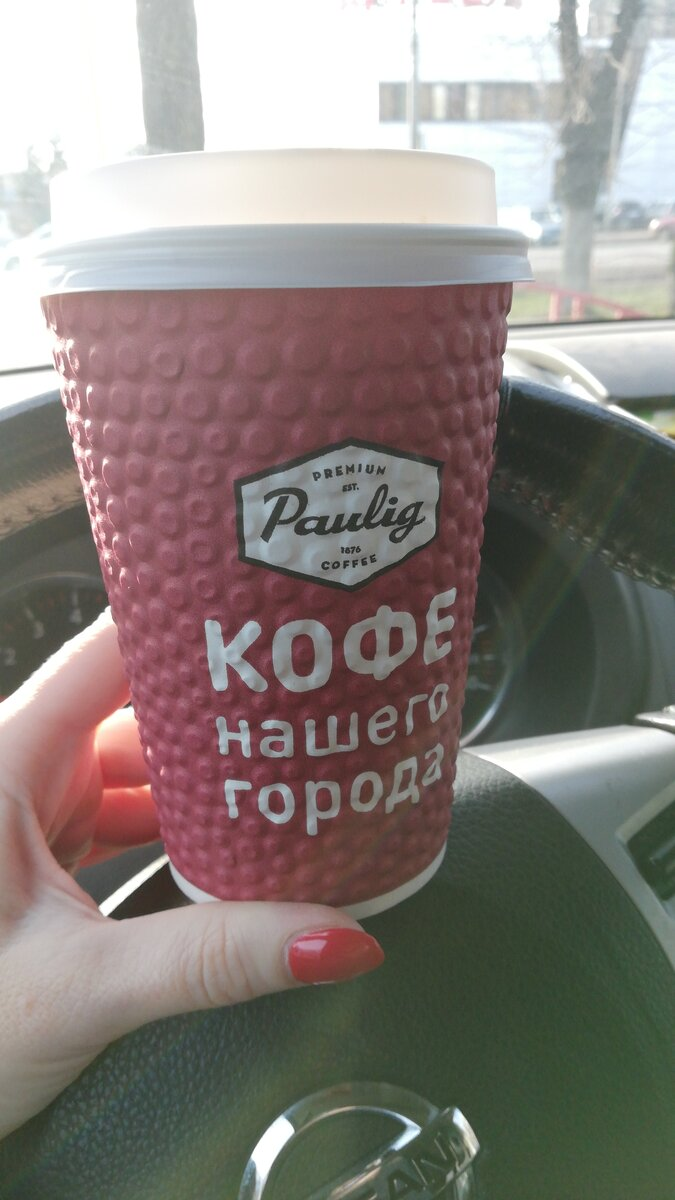 PREMIUM
EST.
Paulig
1876
COFFEE
КОФЕ
нашего
города